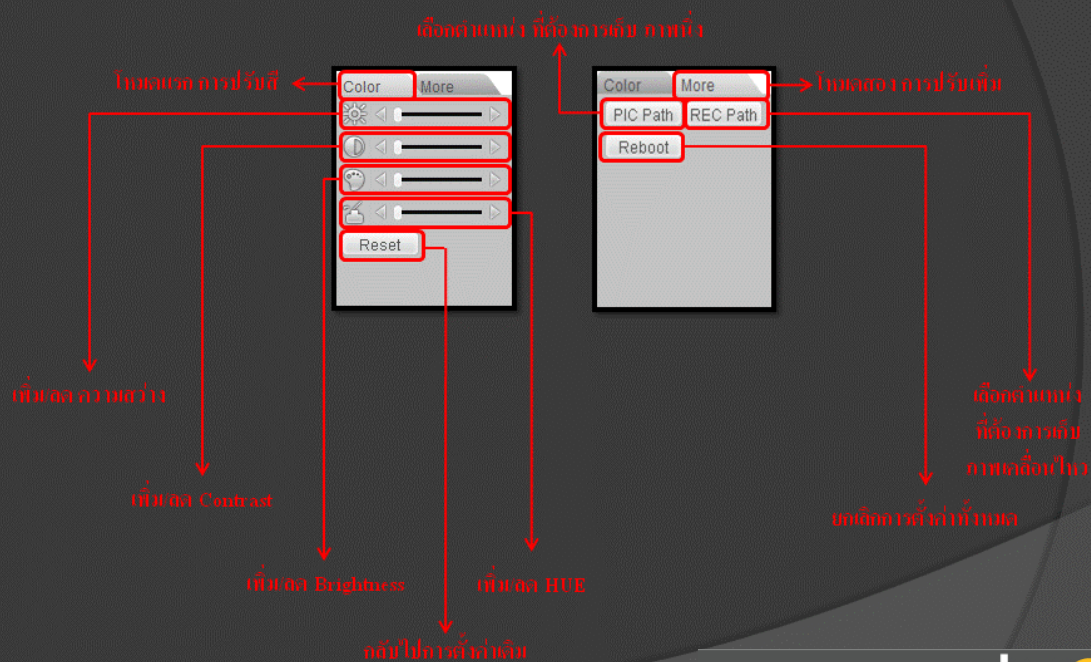 เลือกตำแหน่ง ที่ต้องการเก็บ ภาพนิ่ง
โหมดแรก การปรับสี
Color
More
Color
More
โหมดสอง การปรับเพิ่ม
PIC Path
REC Path
Reboot
Reset
เพิ่ม/ลด ความสว่าง
เลือกตำแหน่ง
ที่ต้องการเก็บ
ภาพเคลื่อนไหว
เพิ่ม/ลด Contrast
ยกเลิกการตั้งค่าทั้งหมด
เพิ่ม/ลด Brightness
เพิ่ม/ลด HUE
กลับไปการตั้งค่าเดิม